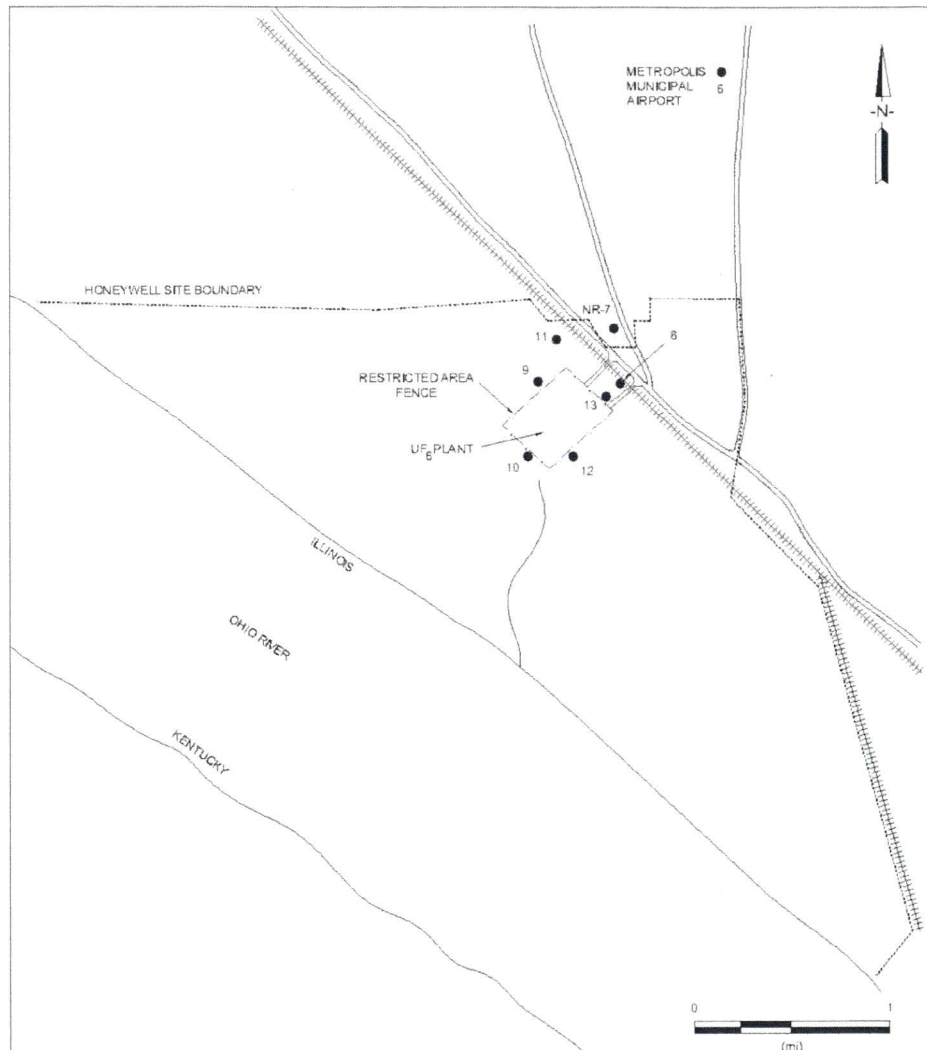 METROPOLIS
MUNICIPAL
AIRPORT
6
-N-
HONEYWELL SITE BOUNDARY
NR-7
8
11
9
RESTRICTED AREA
FENCE
13
UF6 PLANT
10
12
ILLINOIS
OHIO RIVER
KENTUCKY
0
1
(mi)